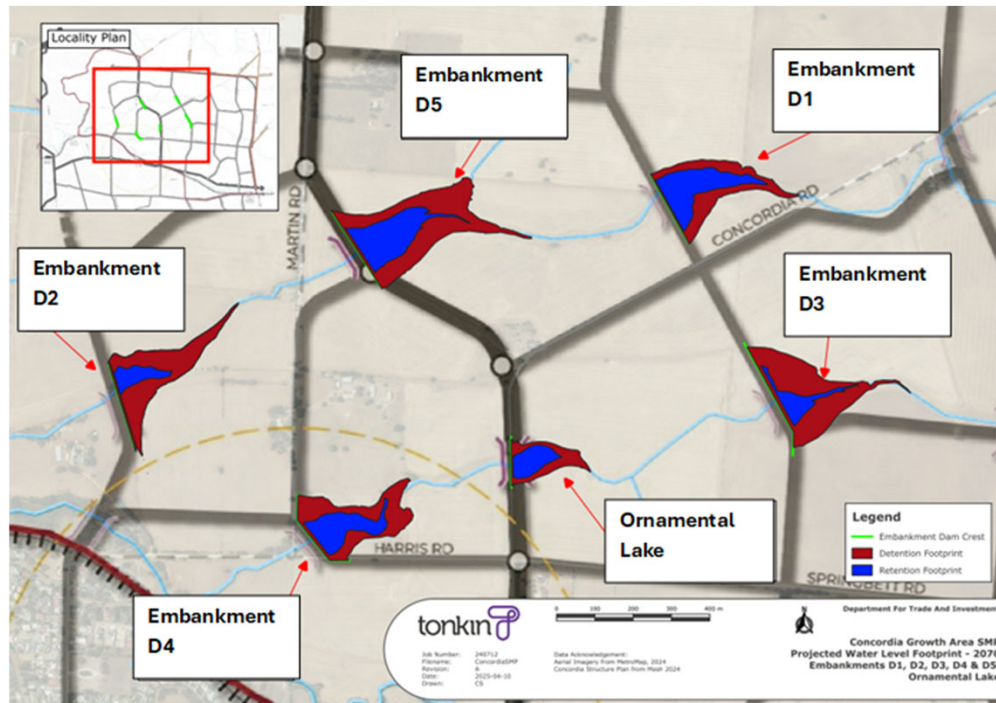 Locality Plan
Embankment
D5
Embankment
D1
MARTIN RD
CONCORDIA RD
Embankment
D2
Embankment
D3
Ornamental
Lake
HARRIS RD
Legend
Embankment Dam Crest
Detention Footprint
Retention Footprint
SPRINGBETT RD
Embankment
D4
tonkin
0 100 200 300 400 m
N
Department For Trade And Investment
Job Number: 240712
Filename: ConcordiaSMP
Revision: A
Date: 2025-04-10
Drawn: CS
Data Acknowledgement:
Aerial Imagery from MetroMap, 2024
Concordia Structure Plan from Mesh 2024
Concordia Growth Area SMP
Projected Water Level Footprint - 2070
Embankments D1, D2, D3, D4 & D5
Ornamental Lake